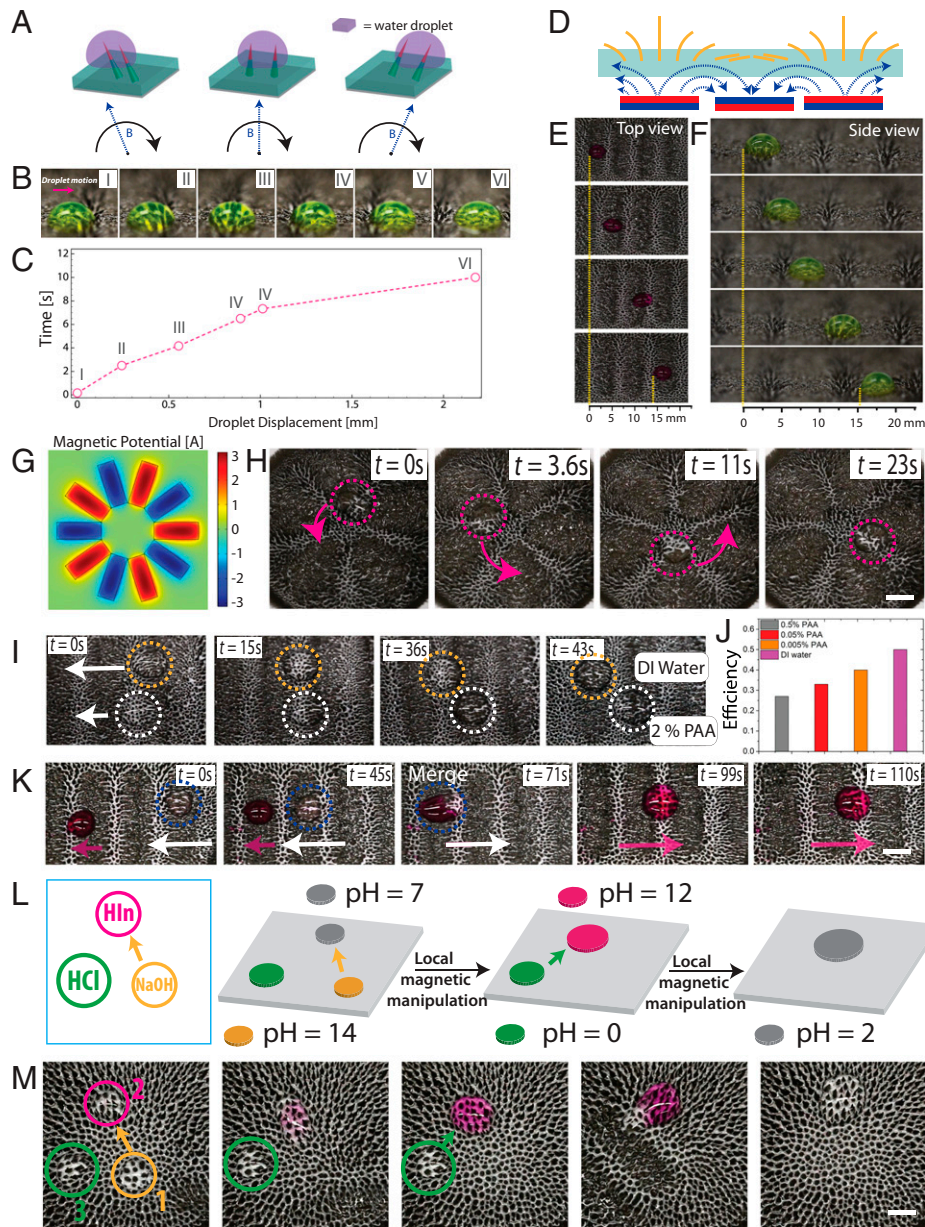 A
= water droplet
B
B
B
D
B
Droplet motion
I
II
III
IV
V
VI
E
Top view
F
Side view
C
Time [s]
12
10
8
6
4
2
0
I
II
III
IV
IV
VI
0
0.5
1
1.5
2
Droplet Displacement [mm]
0
5
10
15 mm
0
5
10
15
20 mm
G
Magnetic Potential [A]
3
2
1
0
-1
-2
-3
H
t = 0s
t = 3.6s
t = 11s
t = 23s
I
t = 0s
t = 15s
t = 36s
t = 43s
DI Water
2 % PAA
J
Efficiency
0.6
0.5
0.4
0.3
0.2
0.1
0.0
0.5% PAA
0.05% PAA
0.005% PAA
DI water
K
t = 0s
t = 45s
Merge
t = 71s
t = 99s
t = 110s
L
HIn
HCl
NaOH
pH = 7
pH = 14
Local
magnetic
manipulation
pH = 12
pH = 0
Local
magnetic
manipulation
pH = 2
M
2
3
1